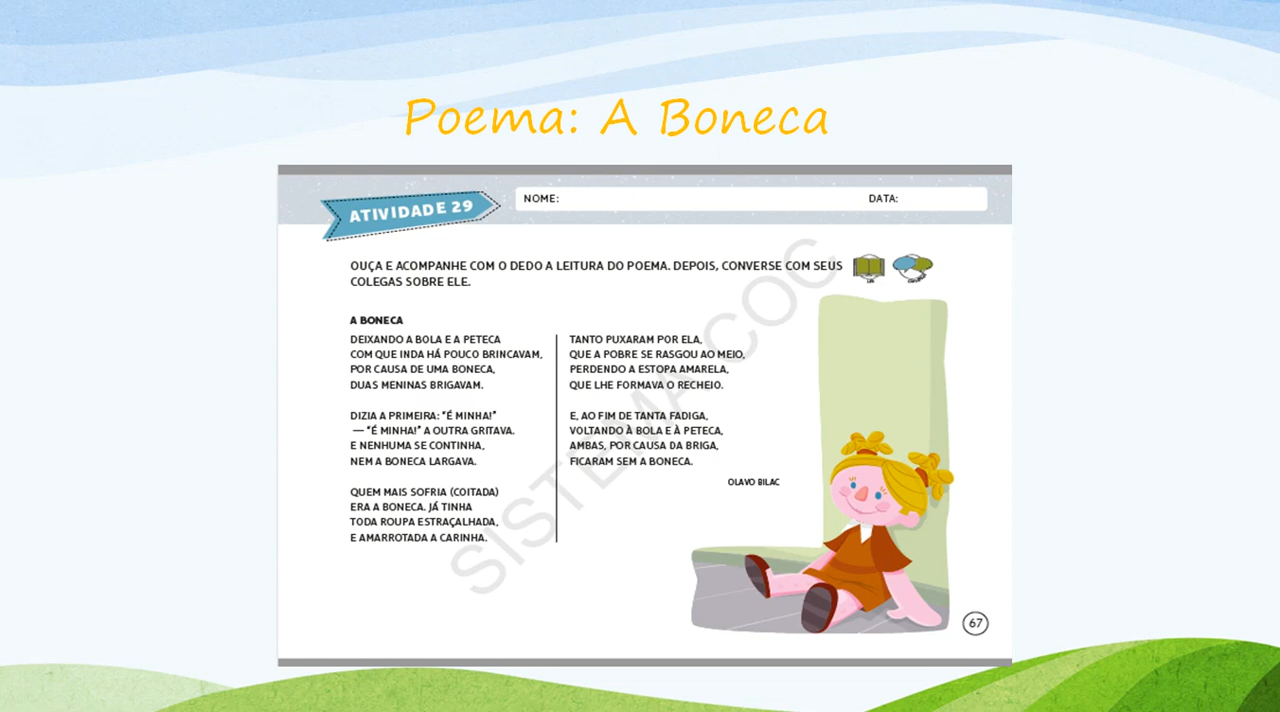 Poema: A Boneca
ATIVIDADE 29
NOME:
DATA:
OUÇA E ACOMPANHE COM O DEDO A LEITURA DO POEMA. DEPOIS, CONVERSE COM SEUS
COLEGAS SOBRE ELE.
A BONECA
DEIXANDO A BOLA E A PETECA
COM QUE INDA HÁ POUCO BRINCAVAM,
POR CAUSA DE UMA BONECA,
DUAS MENINAS BRIGAVAM.
DIZIA A PRIMEIRA: “É MINHA!”
— “É MINHA!” A OUTRA GRITAVA.
E NENHUMA SE CONTINHA,
NEM A BONECA LARGAVA.
QUEM MAIS SOFRIA (COITADA)
ERA A BONECA. JÁ TINHA
TODA ROUPA ESTRAÇALHADA,
E AMARROTADA A CARINHA.
TANTO PUXARAM POR ELA,
QUE A POBRE SE RASGOU AO MEIO,
PERDENDO A ESTOPA AMARELA,
QUE LHE FORMAVA O RECHEIO.
E, AO FIM DE TANTA FADIGA,
VOLTANDO À BOLA E À PETECA,
AMBAS, POR CAUSA DA BRIGA,
FICARAM SEM A BONECA.
OLAVO BILAC
SISTEMA COC
67